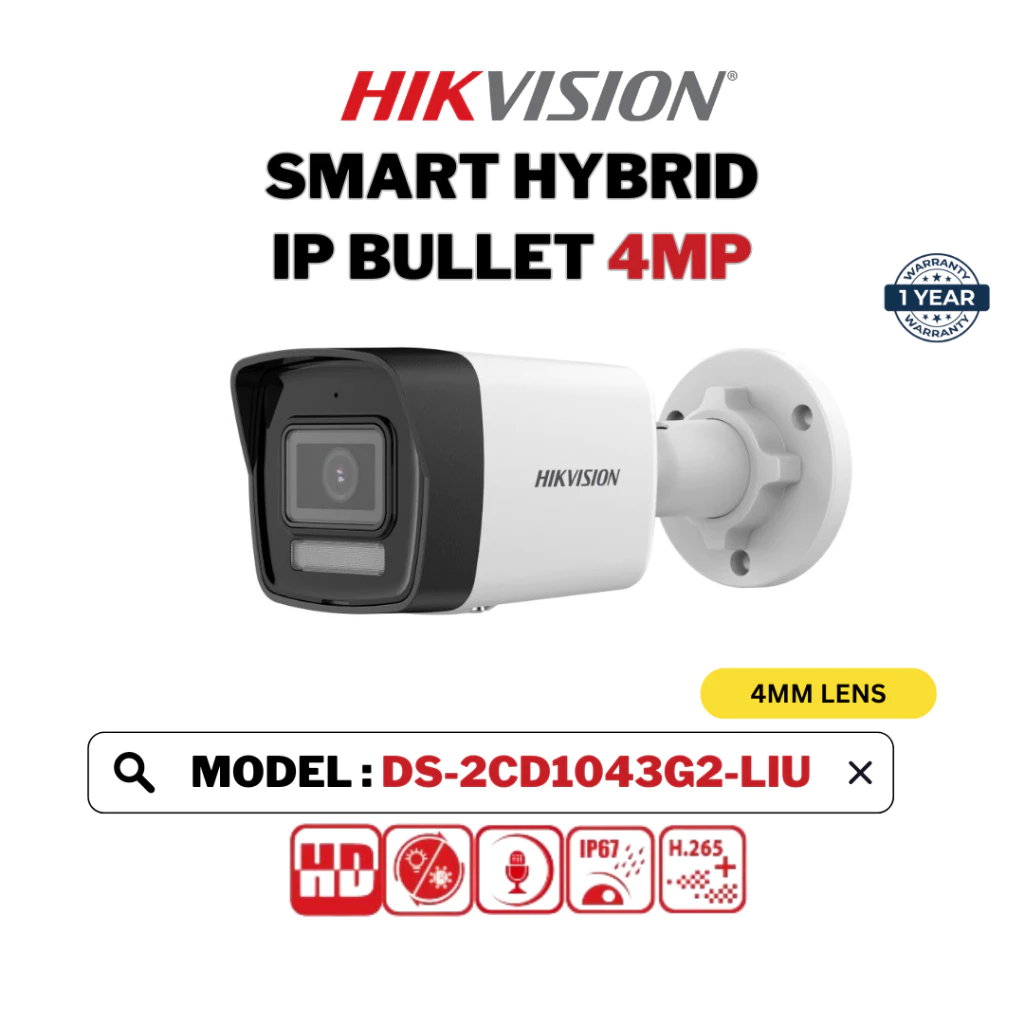 HIKVISION®
SMART HYBRID
IP BULLET 4MP
WARRANTY
1 YEAR
WARRANTY
HIKVISION
4MM LENS
MODEL : DS-2CD1043G2-LIU
HD
IP67
H.265
+